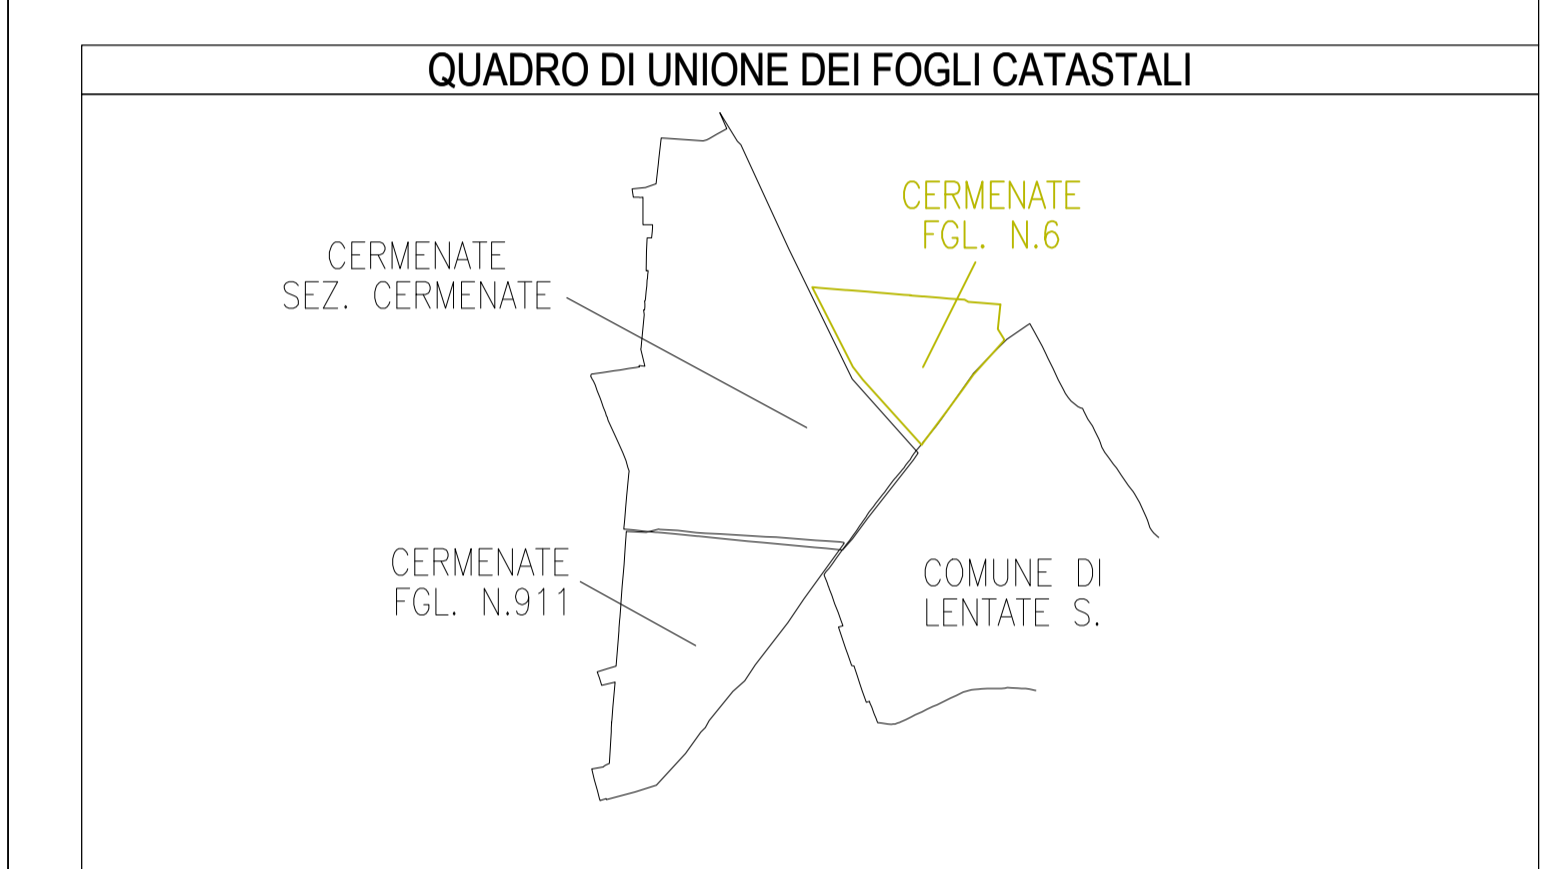 QUADRO DI UNIONE DEI FOGLI CATASTALI
CERMENATE
FGL. N.6
CERMENATE
SEZ. CERMENATE
CERMENATE
FGL. N.911
COMUNE DI
LENTATE S.